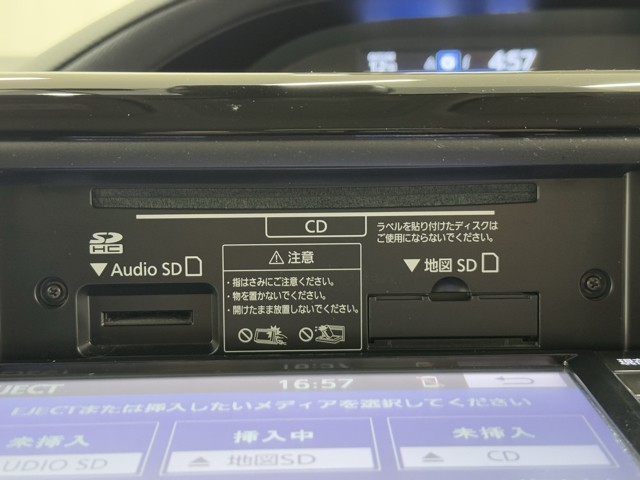 4:57
CD
ラベルを貼り付けたディスクは
ご使用にならないでください。
SD
HC
▼Audio SD
⚠注意
・指はさみにご注意ください。
・物を置かないでください。
・開けたまま放置しないでください。
▼地図 SD
EJECT 16:57
EJECTまたは挿入したいメディアを選択してください
未挿入 挿入中 未挿入
AUDIO SD 地図SD CD